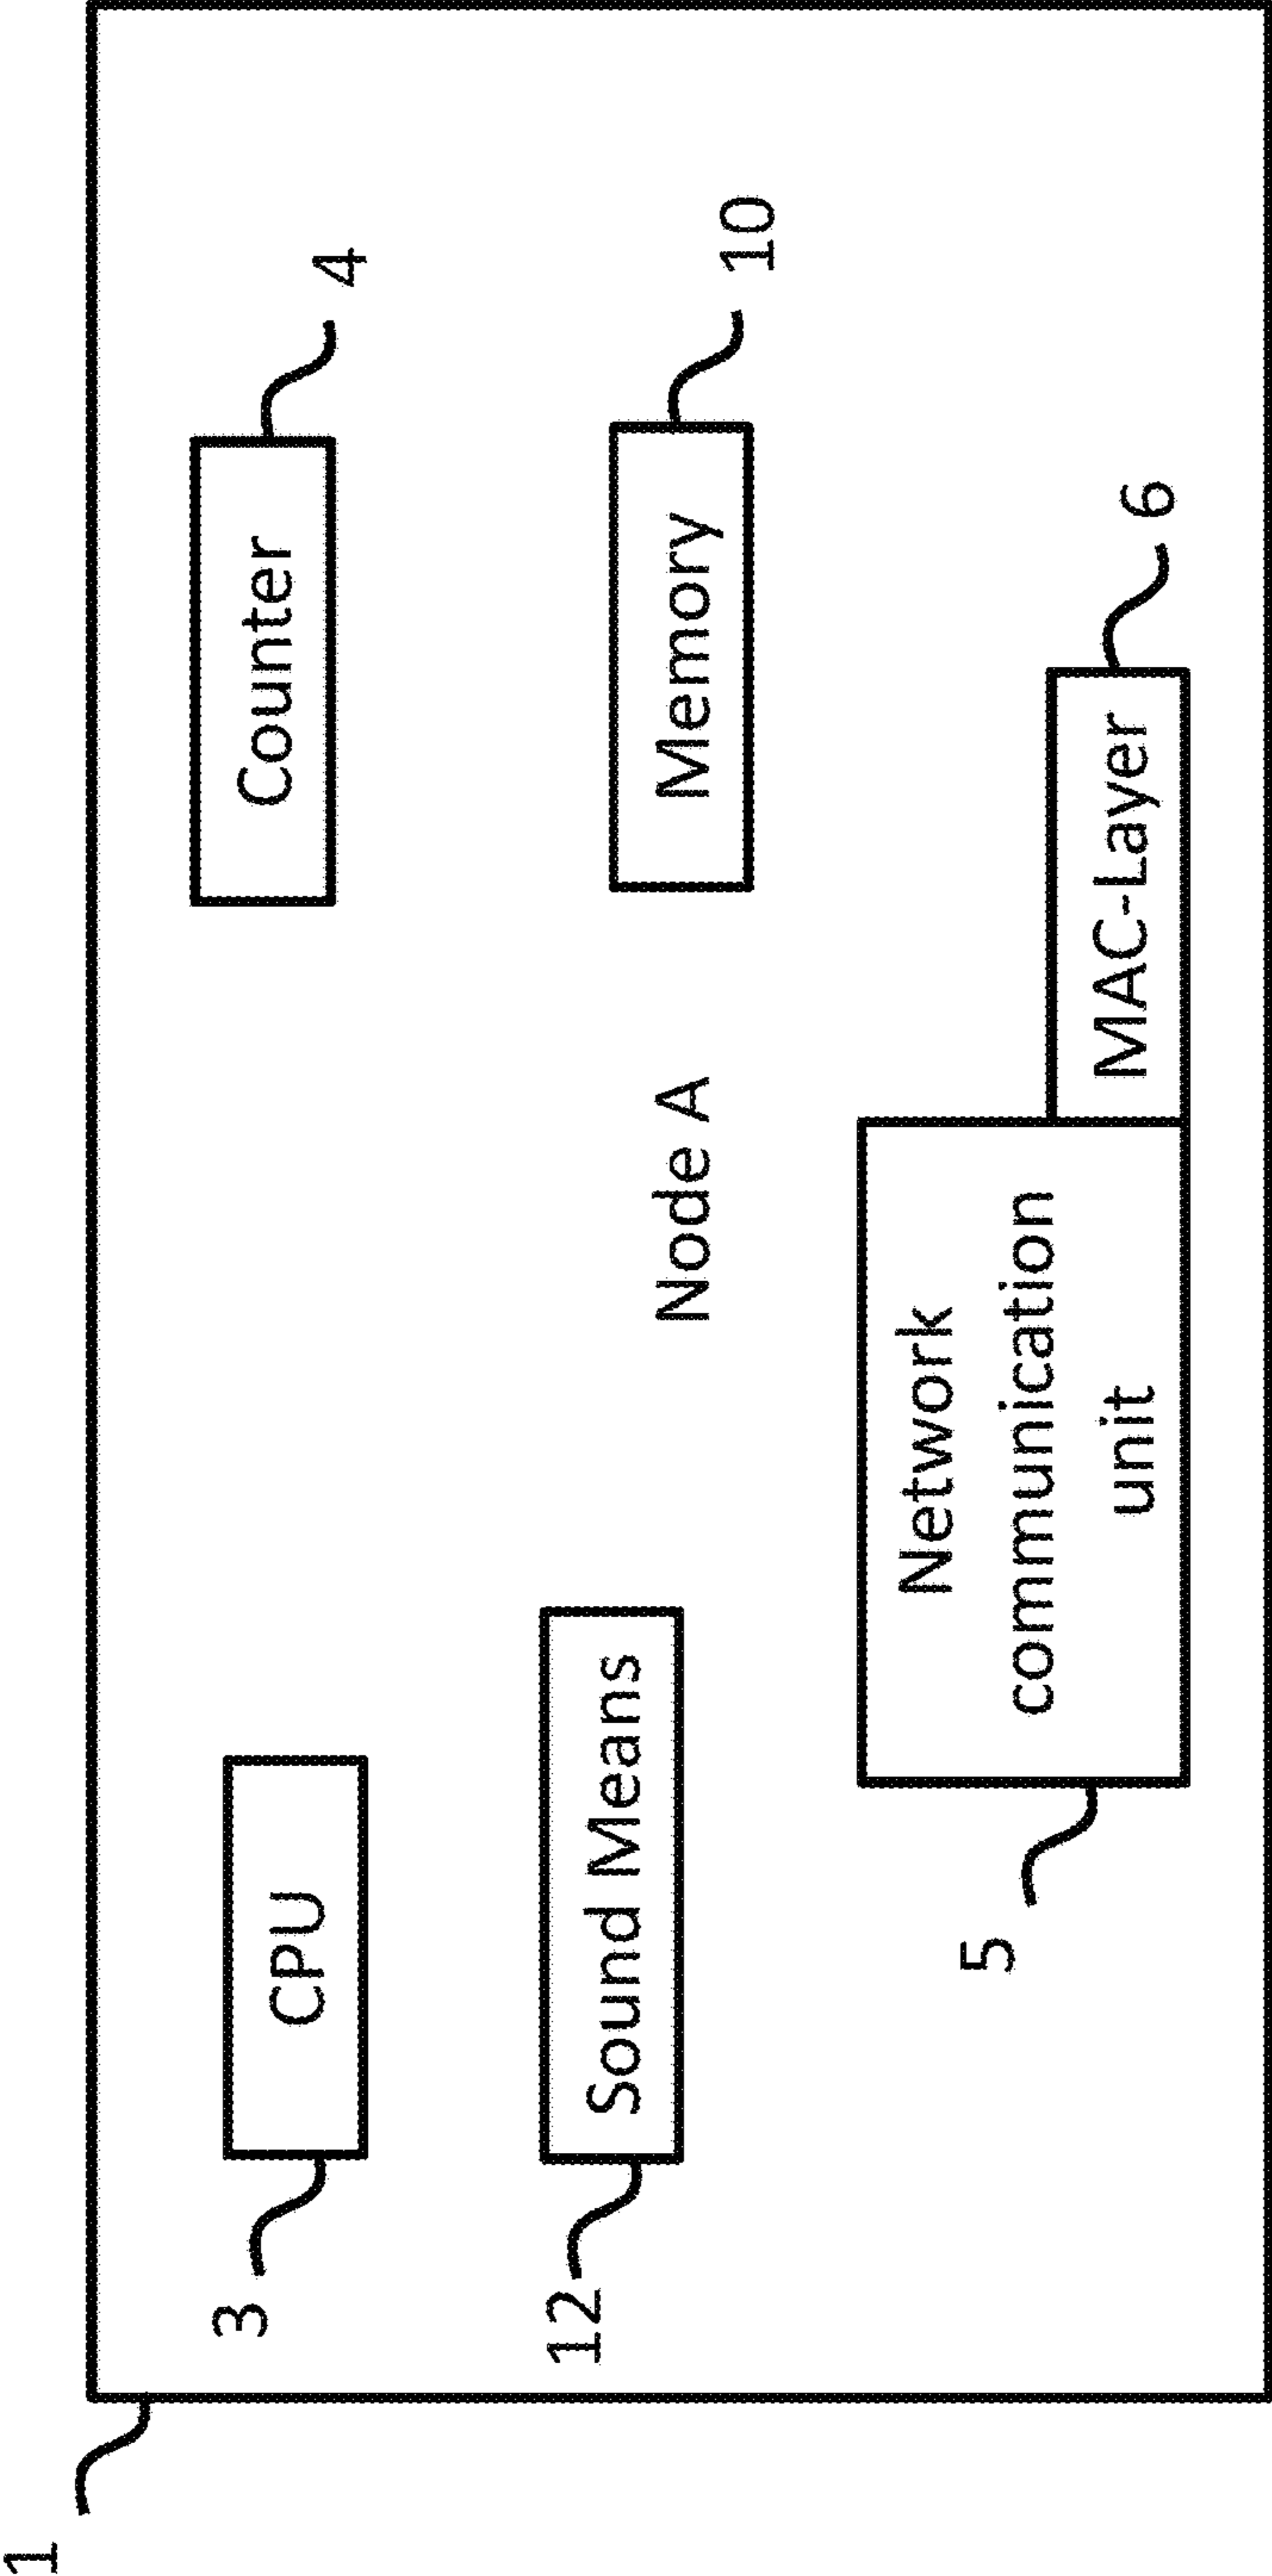 1
3
CPU
Counter
4
12
Sound Means
Node A
Memory
10
5
Network
communication
unit
MAC-Layer
6